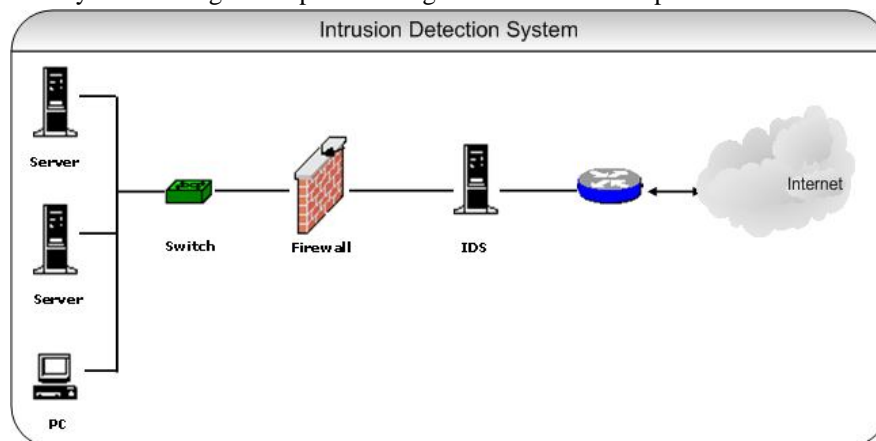 Intrusion Detection System
Server
Server
PC
Switch
Firewall
IDS
Internet